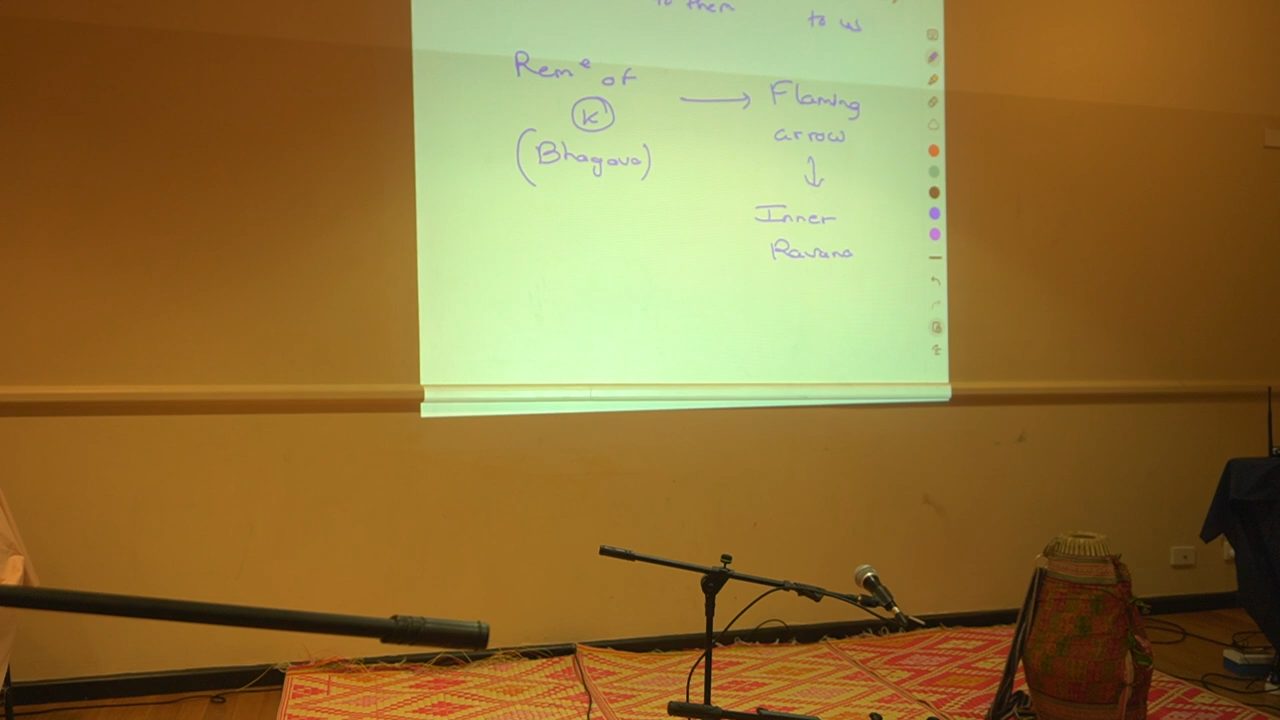 to them to us
Rem^e of
K
(Bhagava)
→ Flaming
arrow
↓
Inner
Ravana